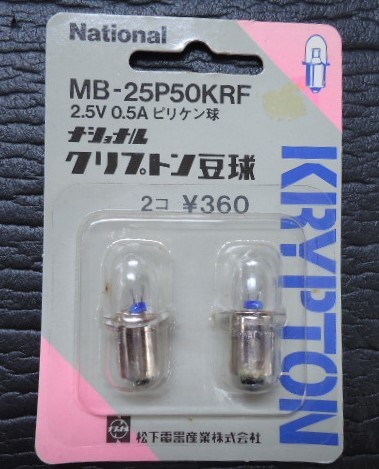 National
MB-25P50KRF
2.5V 0.5A ビリケン球
ナショナル
クリプトン豆球
2コ ¥360
KRYPTON
松下電器産業株式会社